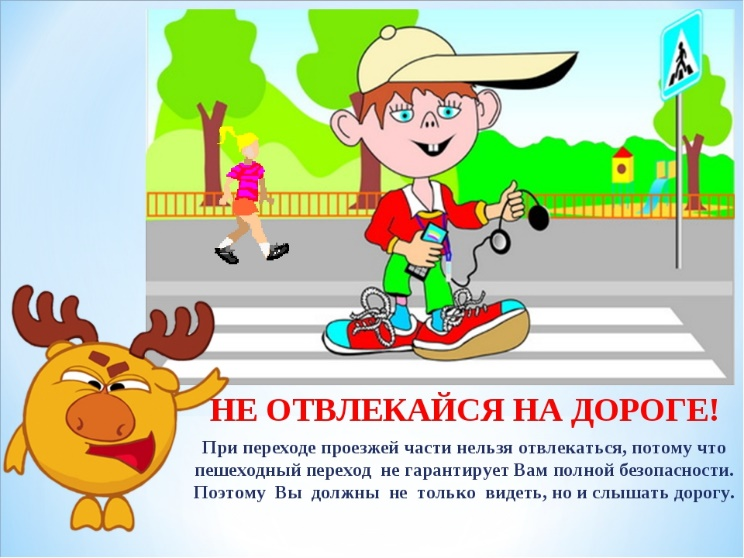 НЕ ОТВЛЕКАЙСЯ НА ДОРОГЕ!
При переходе проезжей части нельзя отвлекаться, потому что
пешеходный переход не гарантирует Вам полной безопасности.
Поэтому Вы должны не только видеть, но и слышать дорогу.